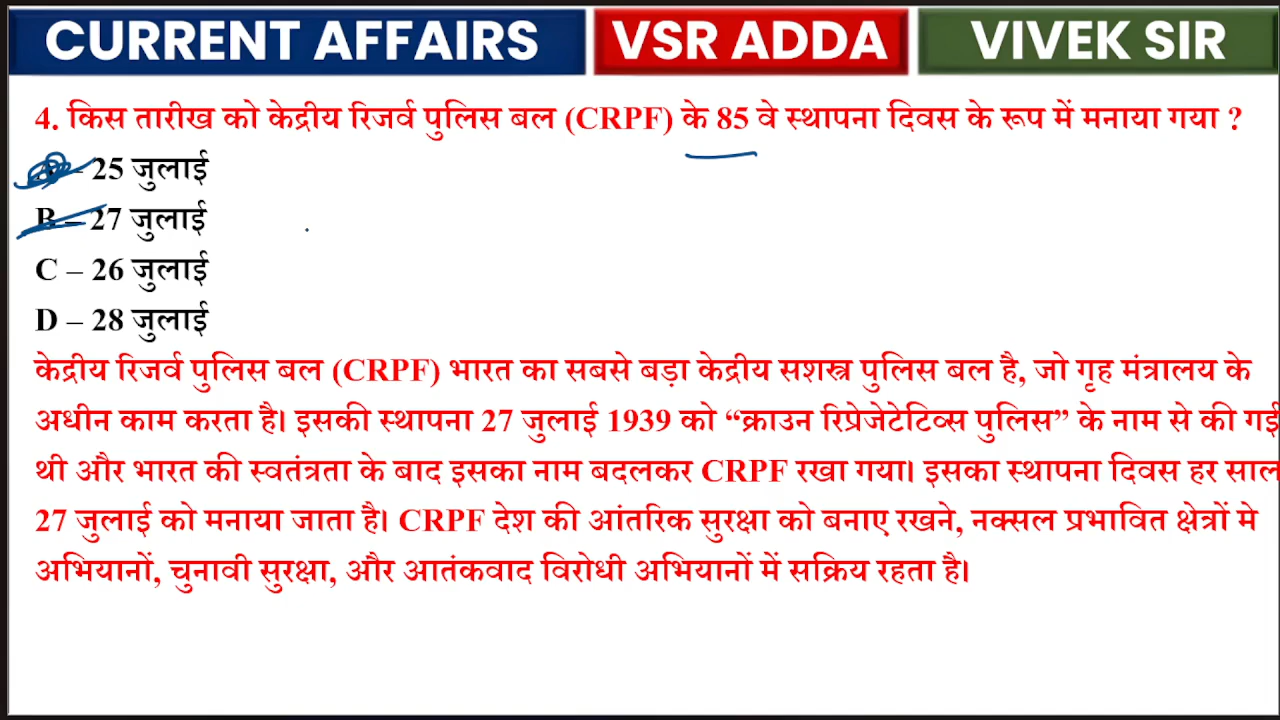 CURRENT AFFAIRS VSR ADDA VIVEK SIR
4. किस तारीख को केद्रीय रिजर्व पुलिस बल (CRPF) के 85 वे स्थापना दिवस के रूप में मनाया गया ?
A – 25 जुलाई
B – 27 जुलाई
C – 26 जुलाई
D – 28 जुलाई
केद्रीय रिजर्व पुलिस बल (CRPF) भारत का सबसे बड़ा केद्रीय सशस्त्र पुलिस बल है, जो गृह मंत्रालय के
अधीन काम करता है। इसकी स्थापना 27 जुलाई 1939 को “क्राउन रिप्रेजेटेटिव्स पुलिस” के नाम से की गई
थी और भारत की स्वतंत्रता के बाद इसका नाम बदलकर CRPF रखा गया। इसका स्थापना दिवस हर साल
27 जुलाई को मनाया जाता है। CRPF देश की आंतरिक सुरक्षा को बनाए रखने, नक्सल प्रभावित क्षेत्रों मे
अभियानों, चुनावी सुरक्षा, और आतंकवाद विरोधी अभियानों में सक्रिय रहता है।